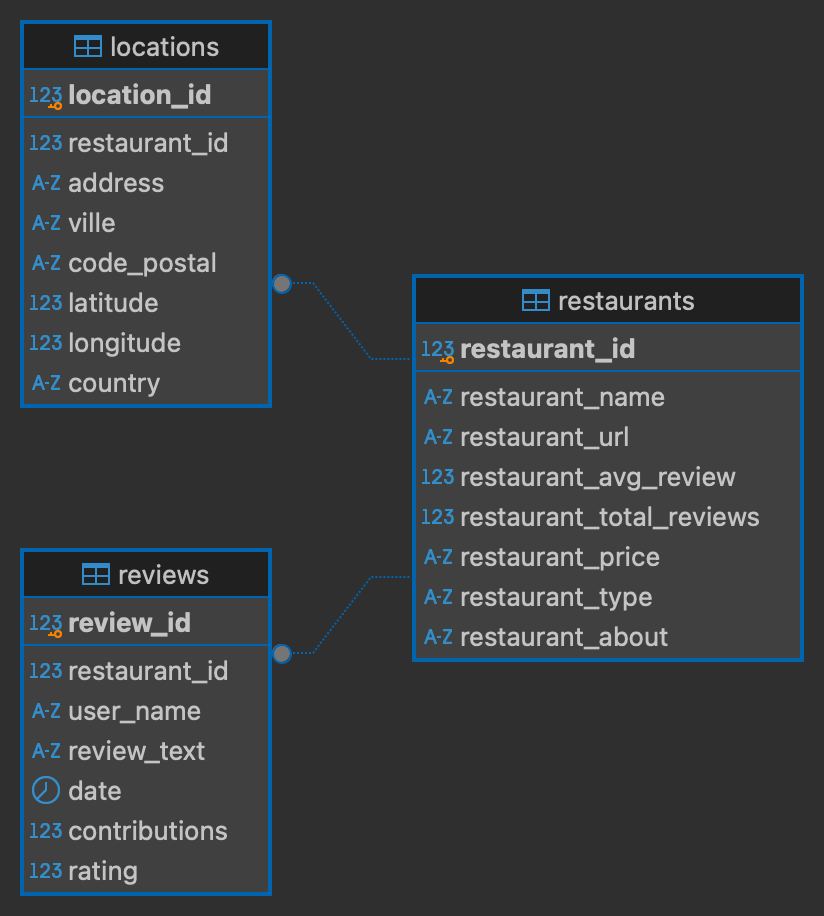 locations
123 location_id
123 restaurant_id
A-Z address
A-Z ville
A-Z code_postal
123 latitude
123 longitude
A-Z country
restaurants
123 restaurant_id
A-Z restaurant_name
A-Z restaurant_url
123 restaurant_avg_review
123 restaurant_total_reviews
A-Z restaurant_price
A-Z restaurant_type
A-Z restaurant_about
reviews
123 review_id
123 restaurant_id
A-Z user_name
A-Z review_text
date
123 contributions
123 rating